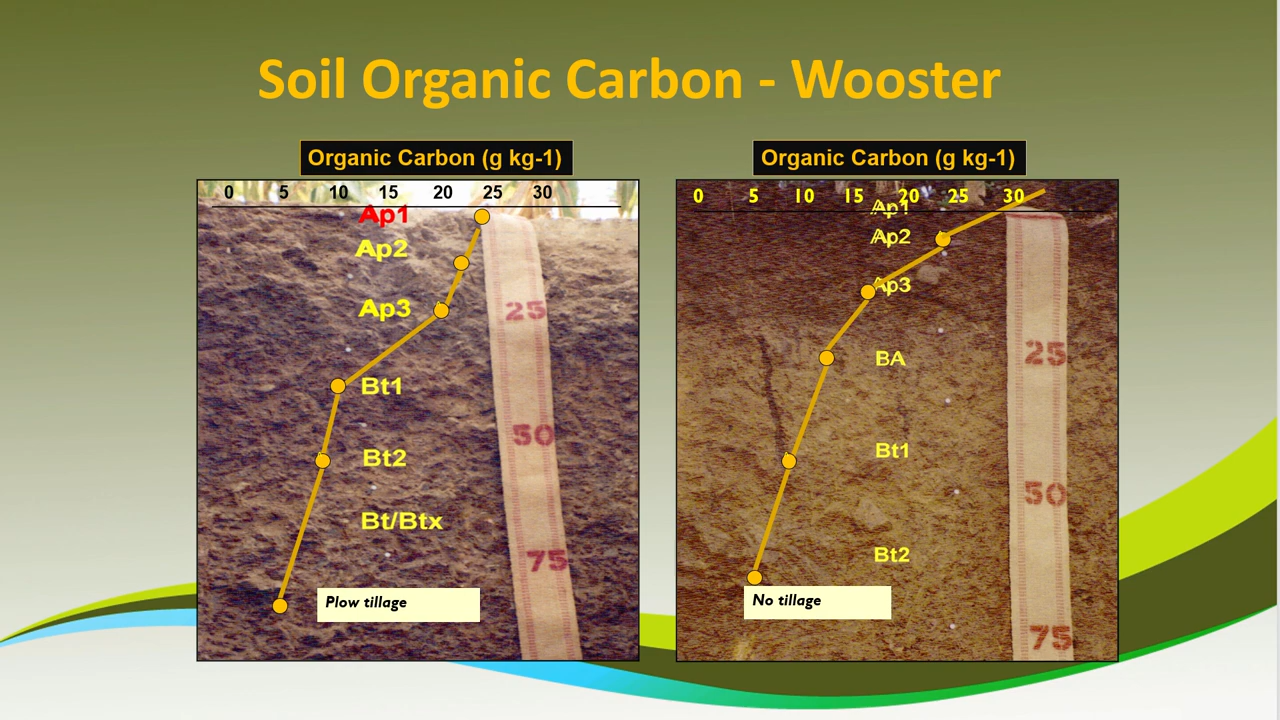 Soil Organic Carbon - Wooster
Organic Carbon (g kg-1)
0 5 10 15 20 25 30
Ap1
Ap2
Ap3
25
Bt1
50
Bt2
Bt/Btx
75
Plow tillage
Organic Carbon (g kg-1)
0 5 10 15 20 25 30
Ap1
Ap2
Ap3
25
BA
Bt1
50
Bt2
No tillage
75